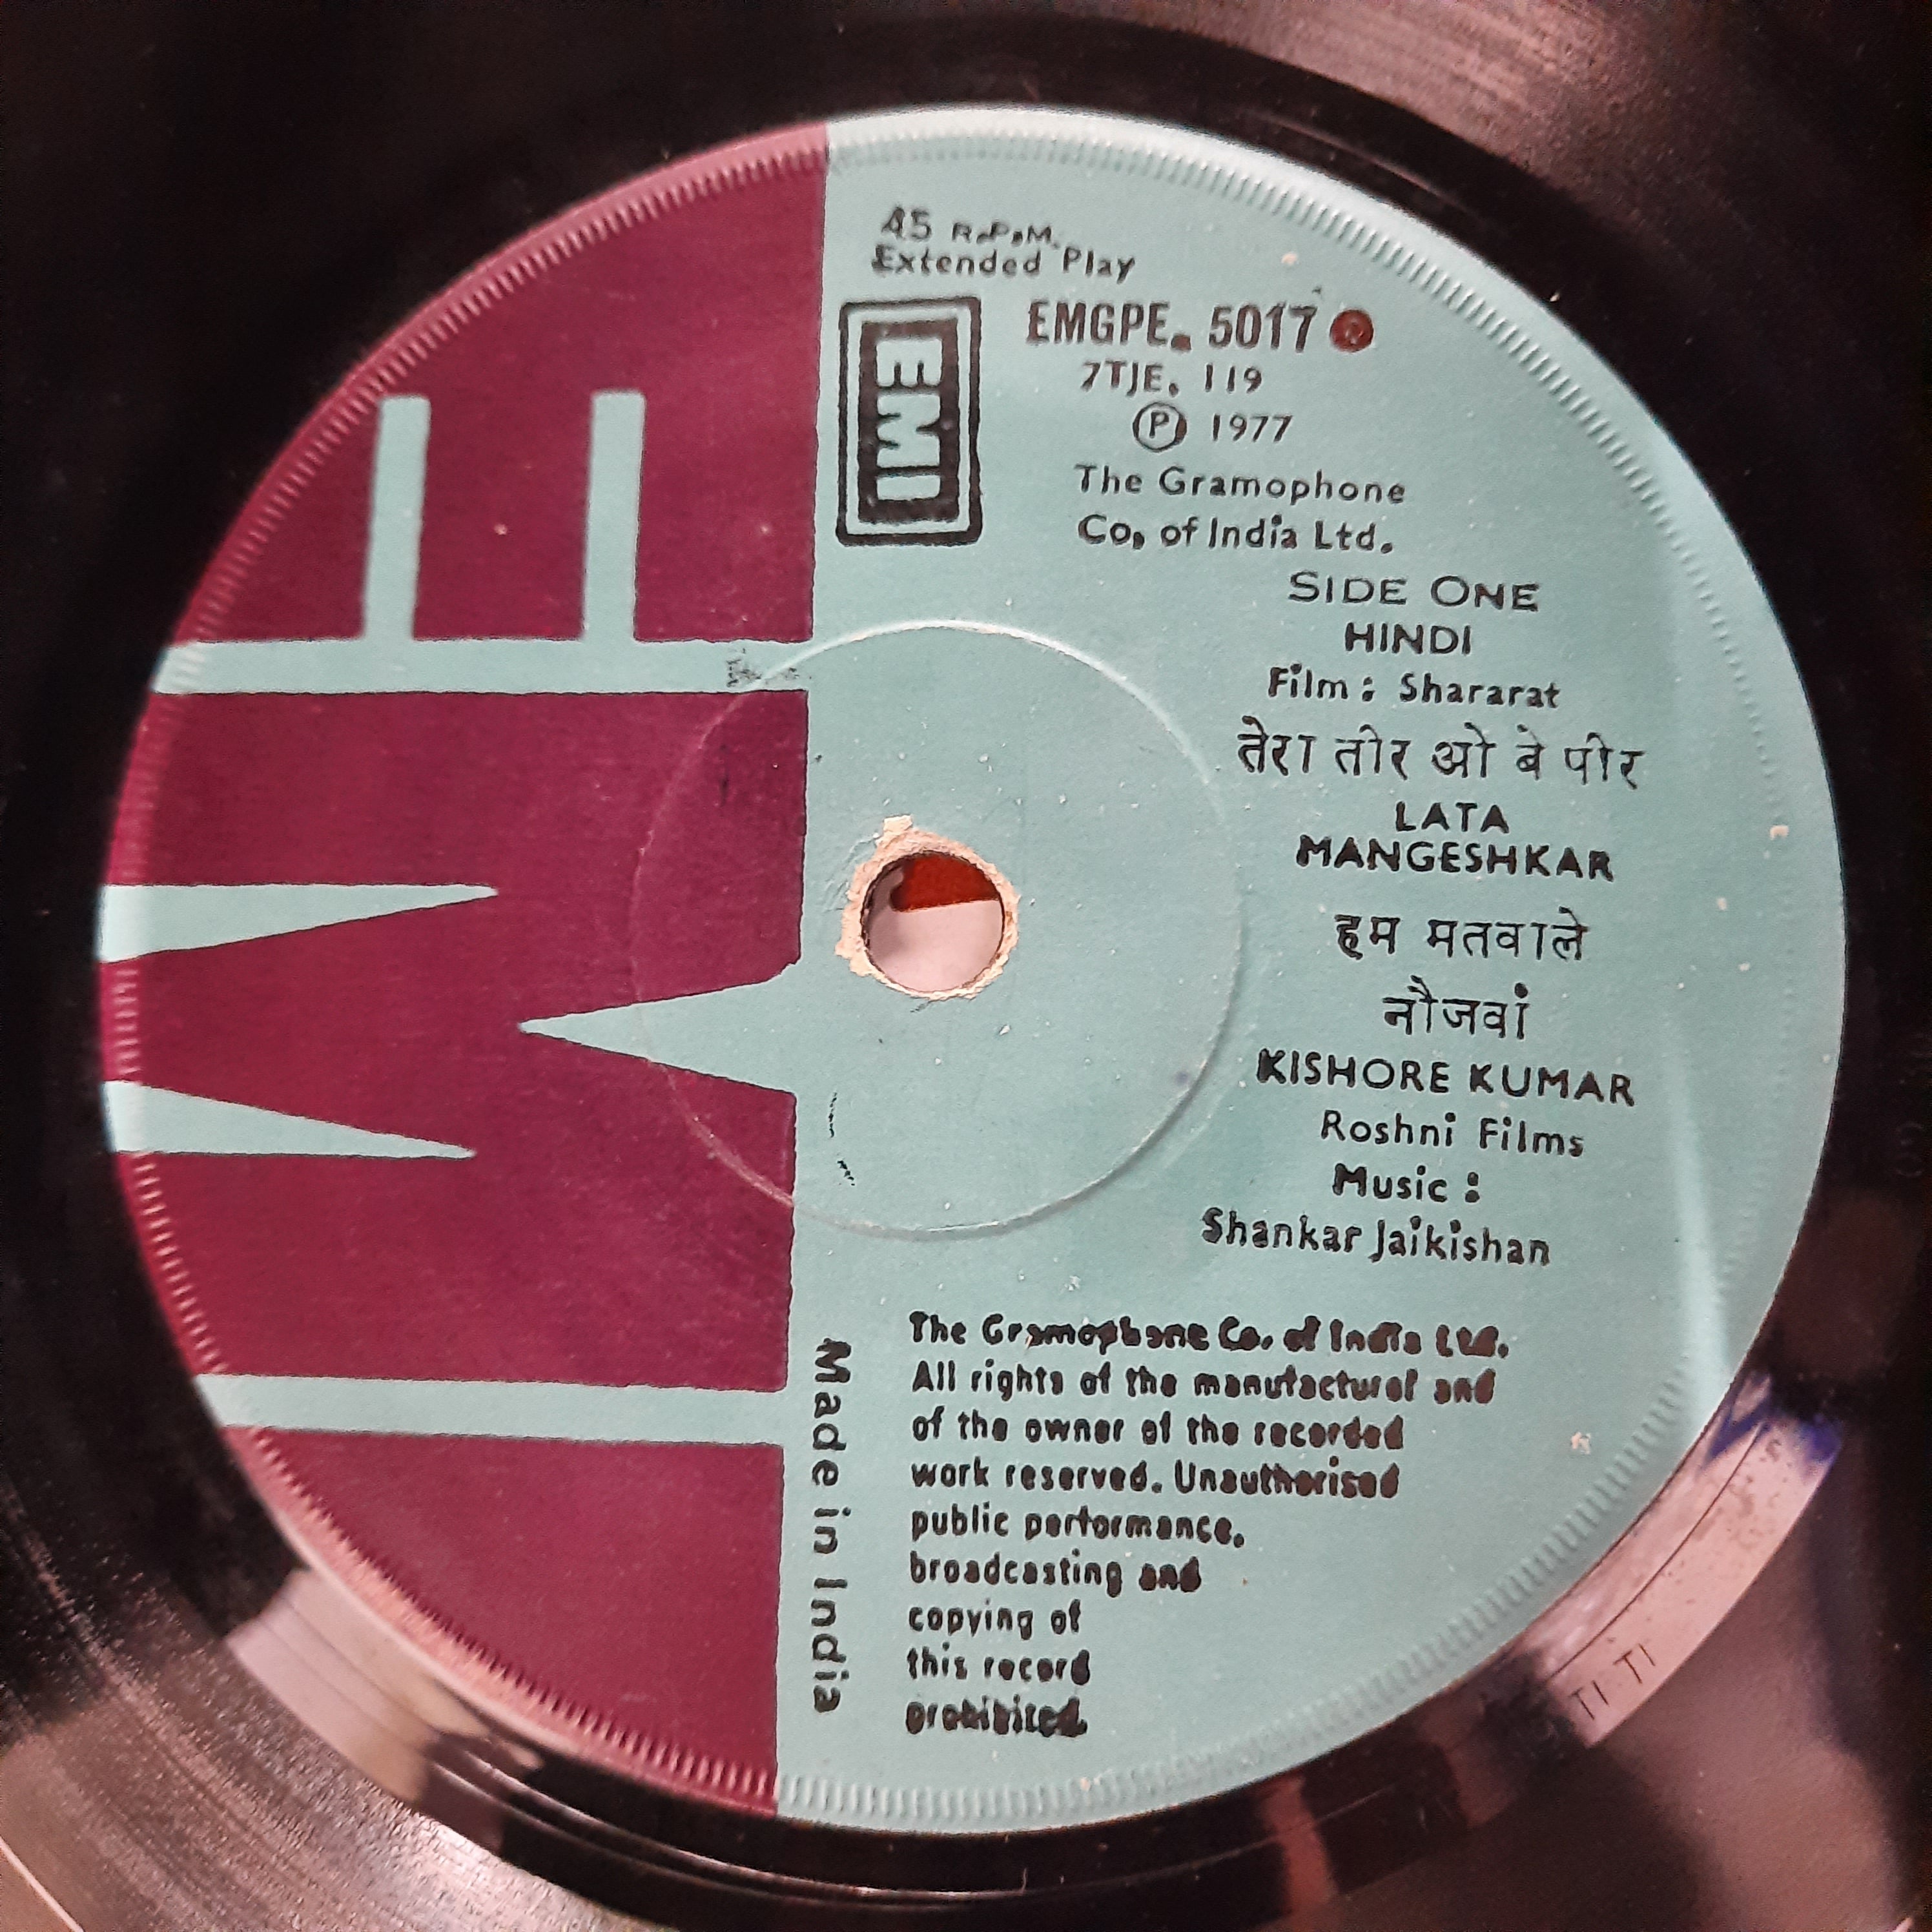 45 R.P.M.
Extended Play
EMI
EMGPE. 5017
7TJE. 119
Ⓟ 1977
The Gramophone
Co. of India Ltd.
SIDE ONE
HINDI
Film : Shararat
तेरा तीर ओ बे पीर
LATA
MANGESHKAR
हम मतवाले
नौजवां
KISHORE KUMAR
Roshni Films
Music :
Shankar Jaikishan
The Gramophone Co. of India Ltd.
All rights of the manufacturer and
of the owner of the recorded
work reserved. Unauthorised
public performance.
broadcasting and
copying of
this record
prohibited.
Made in India
EMI